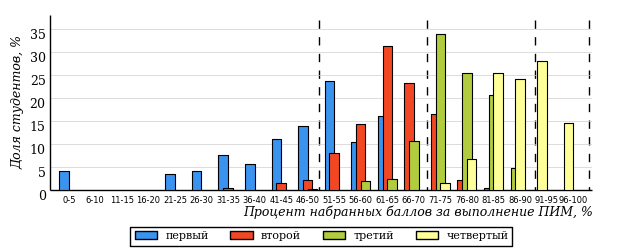 Доля студентов, %
35
30
25
20
15
10
5
0
0-5 6-10 11-15 16-20 21-25 26-30 31-35 36-40 41-45 46-50 51-55 56-60 61-65 66-70 71-75 76-80 81-85 86-90 91-95 96-100
Процент набранных баллов за выполнение ПИМ, %
первый второй третий четвертый